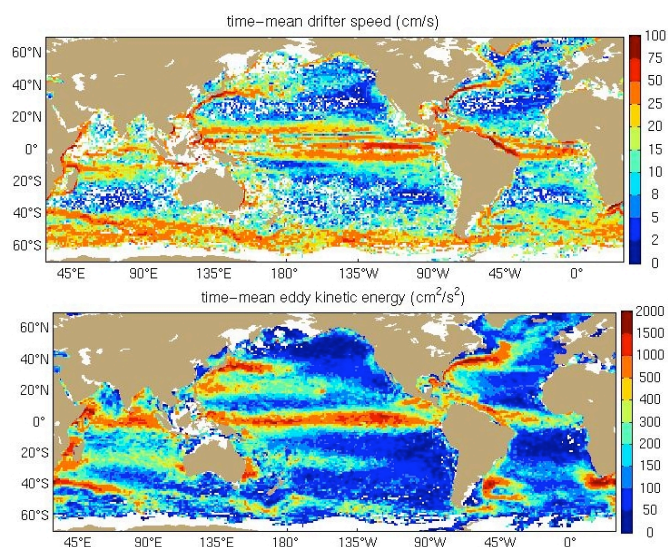 time-mean drifter speed (cm/s)
60°N
40°N
20°N
0°
20°S
40°S
60°S
45°E 90°E 135°E 180° 135°W 90°W 45°W 0°
100
75
50
25
20
15
10
8
5
2
0
time-mean eddy kinetic energy (cm²/s²)
60°N
40°N
20°N
0°
20°S
40°S
60°S
45°E 90°E 135°E 180° 135°W 90°W 45°W 0°
2000
1000
500
400
300
200
150
100
50
0